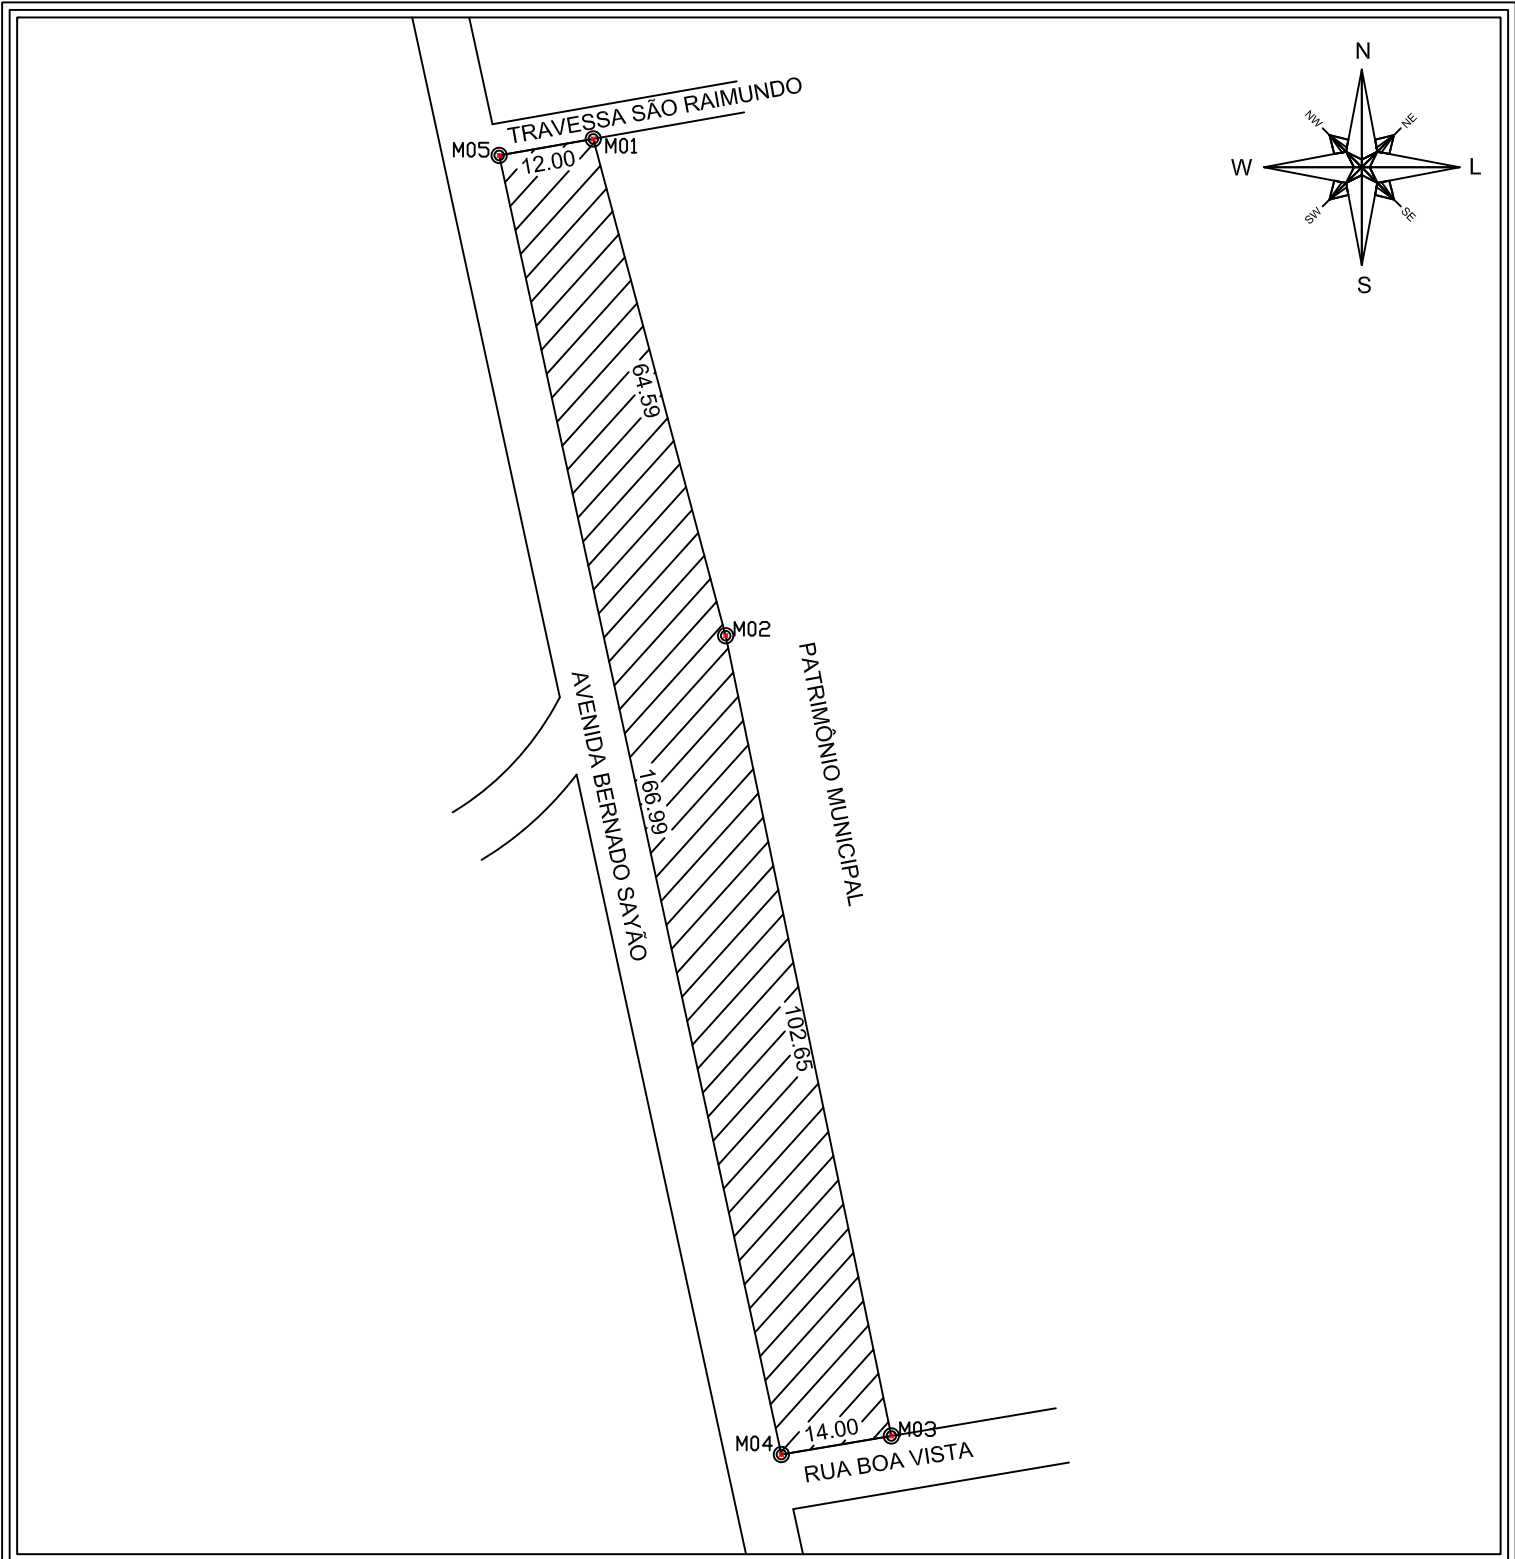 N
NW
NE
W
L
SW
SE
S
TRAVESSA SÃO RAIMUNDO
M05
M01
12.00
64.59
M02
PATRIMÔNIO MUNICIPAL
AVENIDA BERNADO SAYÃO
166.99
102.65
M04
14.00
M03
RUA BOA VISTA